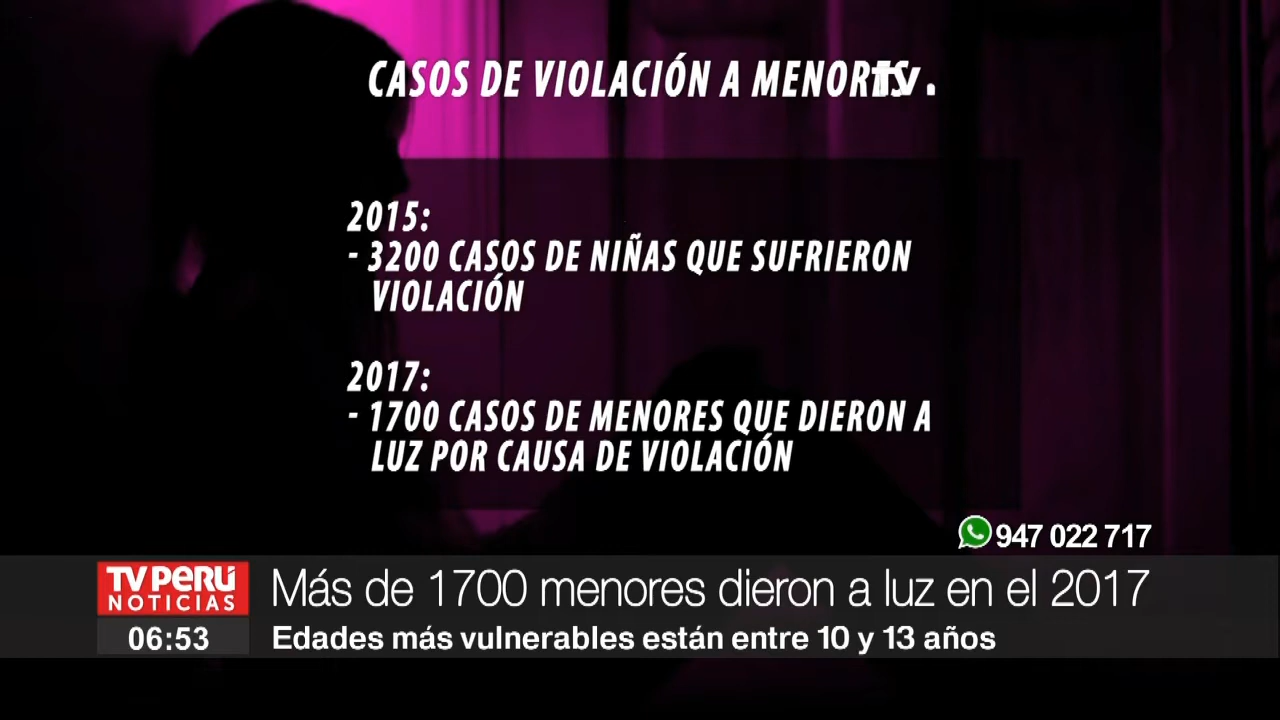 CASOS DE VIOLACIÓN A MENORES
TV.
2015:
- 3200 CASOS DE NIÑAS QUE SUFRIERON
VIOLACIÓN
2017:
- 1700 CASOS DE MENORES QUE DIERON A
LUZ POR CAUSA DE VIOLACIÓN
947 022 717
TVPERÚ
NOTICIAS
Más de 1700 menores dieron a luz en el 2017
06:53
Edades más vulnerables están entre 10 y 13 años